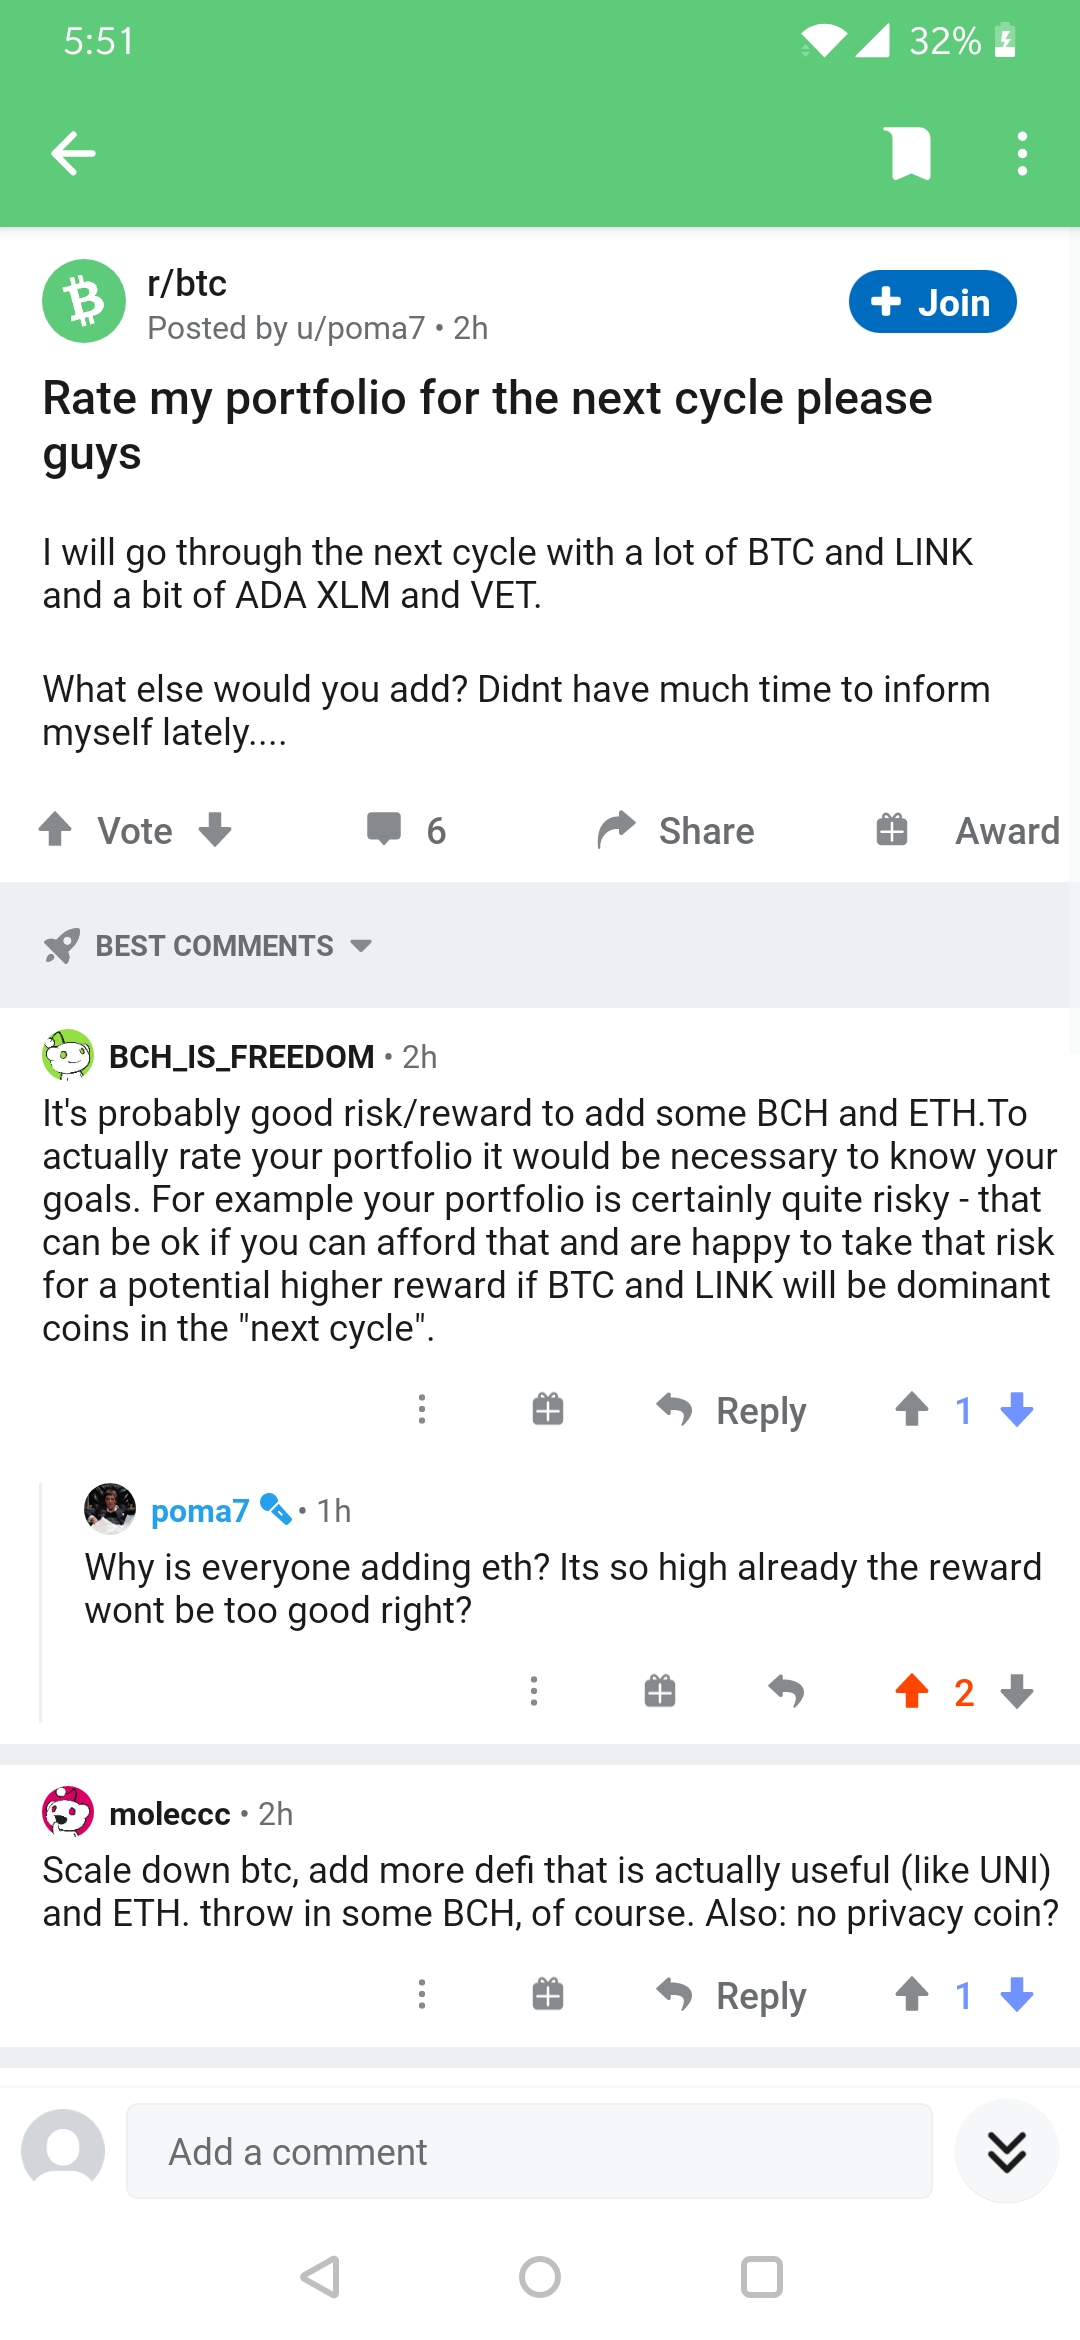 5:51
32%
r/btc
Posted by u/poma7 • 2h
Join
Rate my portfolio for the next cycle please
guys
I will go through the next cycle with a lot of BTC and LINK
and a bit of ADA XLM and VET.
What else would you add? Didnt have much time to inform
myself lately....
Vote
6
Share
Award
BEST COMMENTS
BCH_IS_FREEDOM • 2h
It's probably good risk/reward to add some BCH and ETH.To
actually rate your portfolio it would be necessary to know your
goals. For example your portfolio is certainly quite risky - that
can be ok if you can afford that and are happy to take that risk
for a potential higher reward if BTC and LINK will be dominant
coins in the "next cycle".
Reply
1
poma7 • 1h
Why is everyone adding eth? Its so high already the reward
wont be too good right?
2
moleccc • 2h
Scale down btc, add more defi that is actually useful (like UNI)
and ETH. throw in some BCH, of course. Also: no privacy coin?
Reply
1
Add a comment